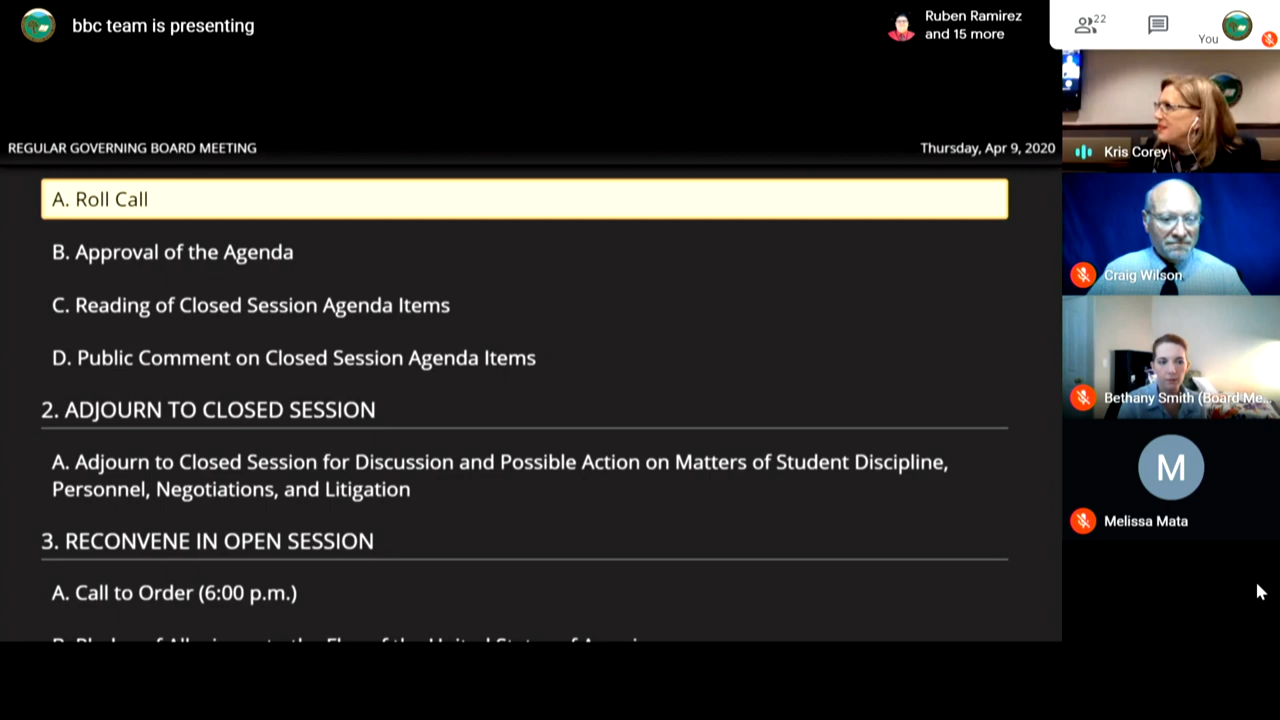 bbc team is presenting
Ruben Ramirez
and 15 more
22
You
REGULAR GOVERNING BOARD MEETING
Thursday, Apr 9, 2020
A. Roll Call
B. Approval of the Agenda
C. Reading of Closed Session Agenda Items
D. Public Comment on Closed Session Agenda Items
2. ADJOURN TO CLOSED SESSION
A. Adjourn to Closed Session for Discussion and Possible Action on Matters of Student Discipline,
Personnel, Negotiations, and Litigation
3. RECONVENE IN OPEN SESSION
A. Call to Order (6:00 p.m.)
Kris Corey
Craig Wilson
Bethany Smith (Board Me...
M
Melissa Mata